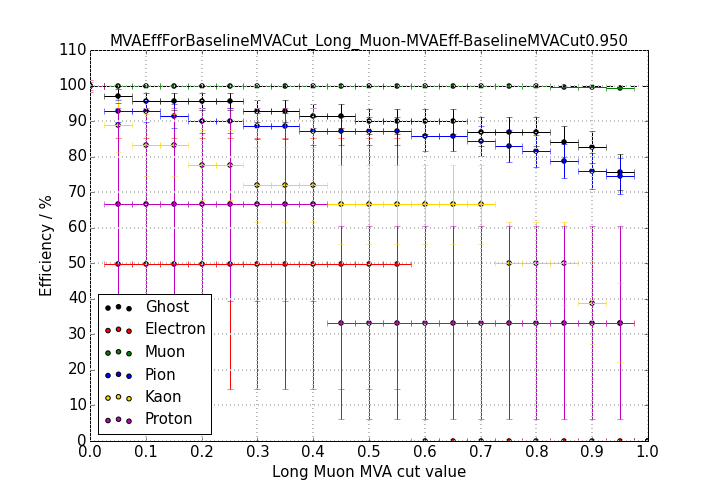 MVAEffForBaselineMVACut_Long_Muon-MVAEff-BaselineMVACut0.950
110
100
90
80
70
60
50
40
30
20
10
0
Efficiency / %
Ghost
Electron
Muon
Pion
Kaon
Proton
0.0 0.1 0.2 0.3 0.4 0.5 0.6 0.7 0.8 0.9 1.0
Long Muon MVA cut value